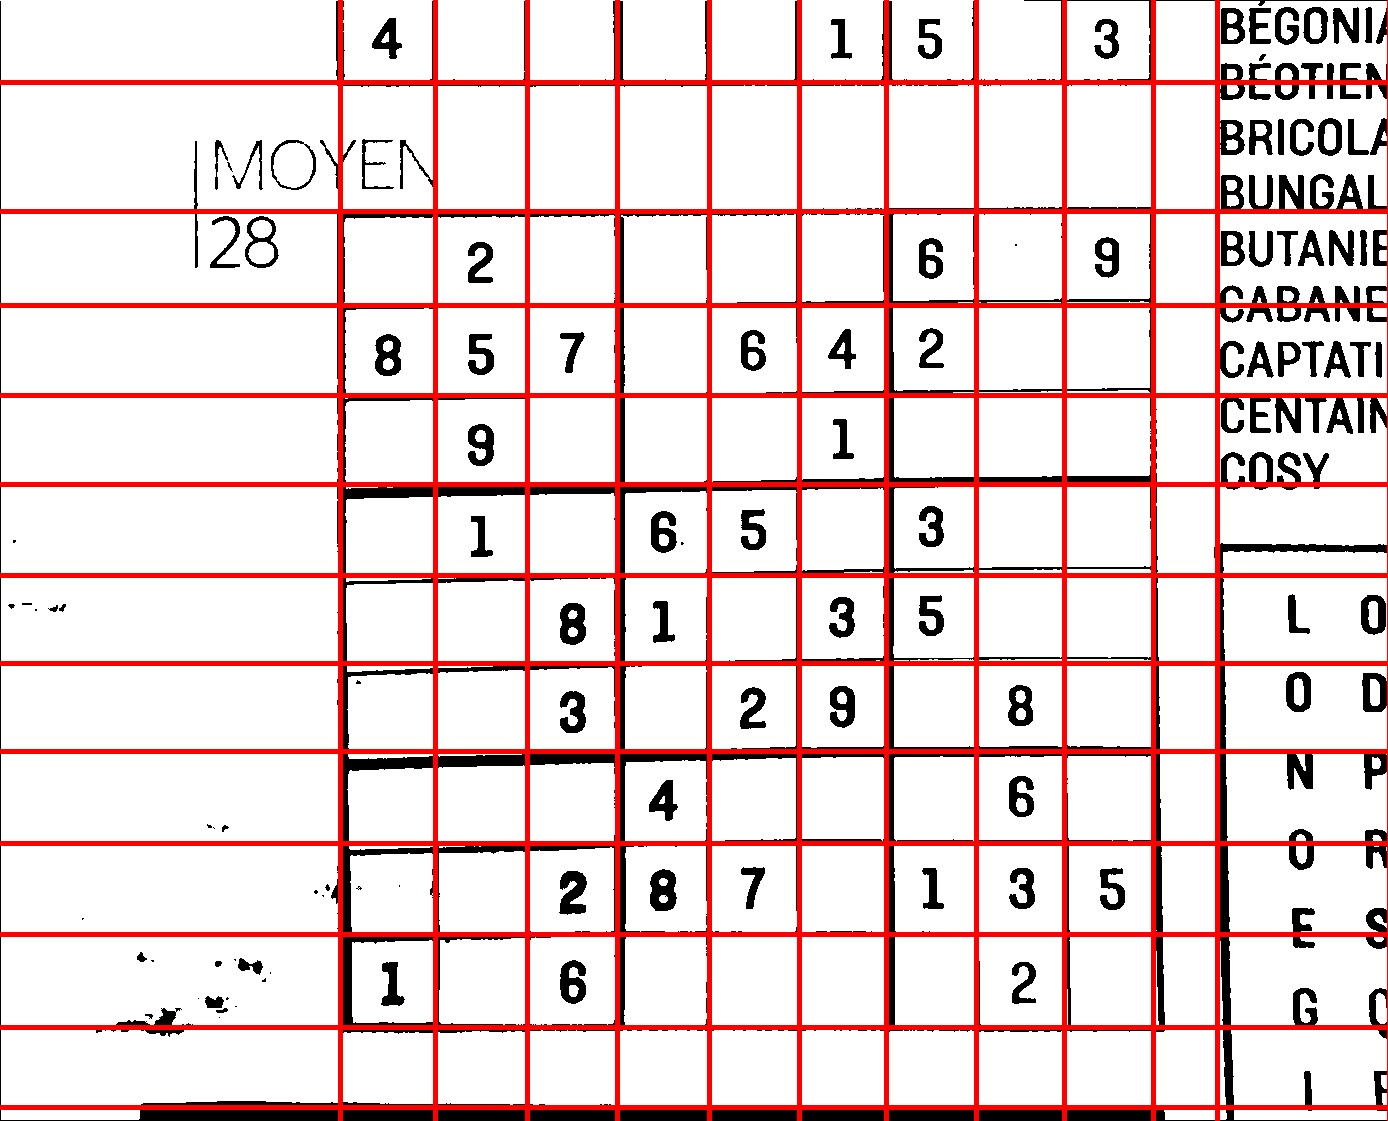 4 1 5 3
MOYEN
28
2 6 9
8 5 7 6 4 2
9 1
1 6 5 3
8 1 3 5
3 2 9 8
4 6
2 8 7 1 3 5
1 6 2
BÉGONIA
BÉOTIEN
BRICOLA
BUNGAL
BUTANIE
CABANE
CAPTATI
CENTAIN
COSY
L O
O D
N P
O R
E S
G
I